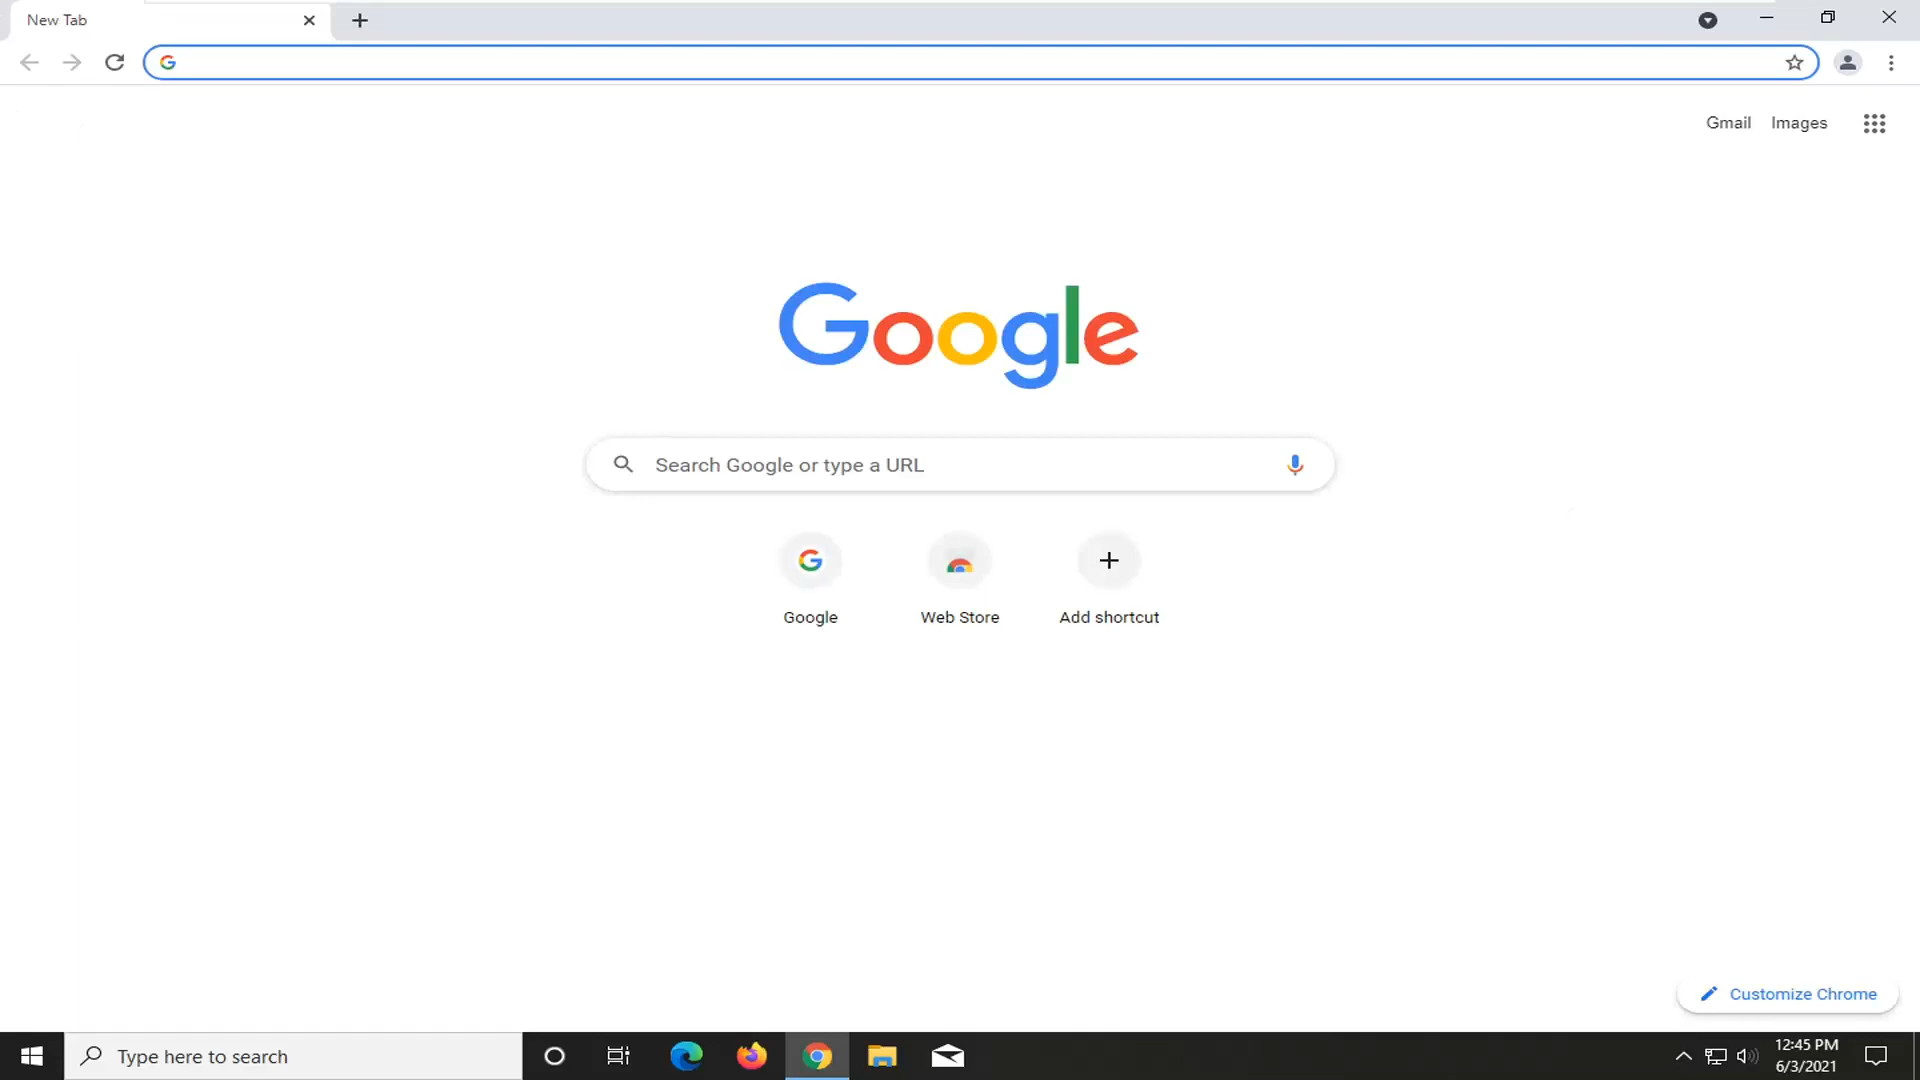 New Tab
Gmail Images
Google
Search Google or type a URL
Google Web Store Add shortcut
Customize Chrome
Type here to search
12:45 PM
6/3/2021